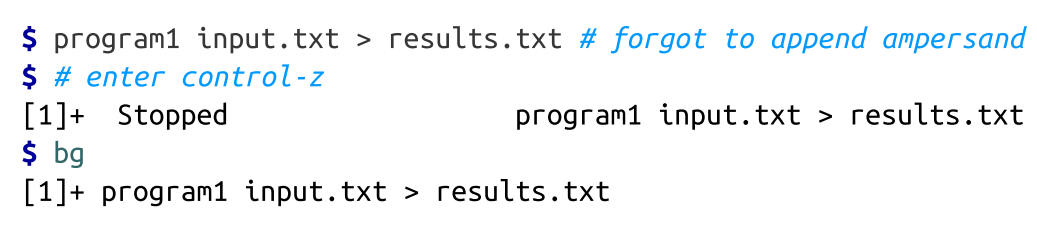 $ program1 input.txt > results.txt # forgot to append ampersand
$ # enter control-z
[1]+  Stopped                  program1 input.txt > results.txt
$ bg
[1]+ program1 input.txt > results.txt